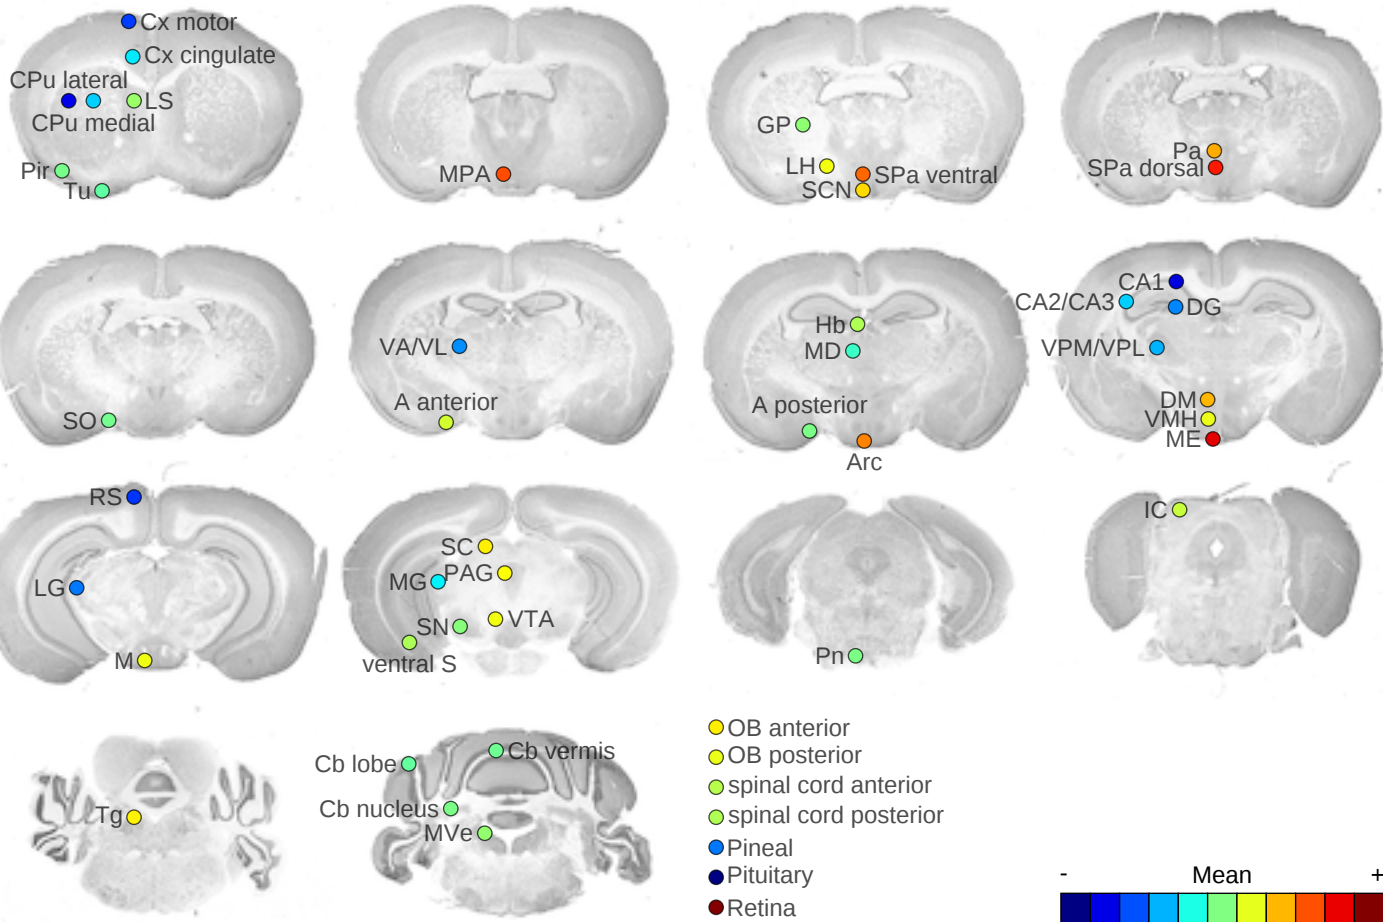 Cx motor
Cx cingulate
CPu lateral
LS
CPu medial
Pir
Tu
MPA
GP
LH
SPa ventral
SCN
Pa
SPa dorsal
SO
VA/VL
A anterior
Hb
MD
A posterior
Arc
CA1
CA2/CA3
DG
VPM/VPL
DM
VMH
ME
RS
LG
M
SC
PAG
MG
VTA
SN
ventral S
Pn
IC
Tg
Cb lobe
Cb vermis
Cb nucleus
MVe
OB anterior
OB posterior
spinal cord anterior
spinal cord posterior
Pineal
Pituitary
Retina
- Mean +